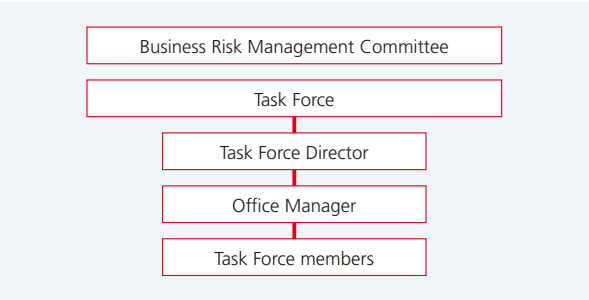 Business Risk Management Committee
Task Force
Task Force Director
Office Manager
Task Force members